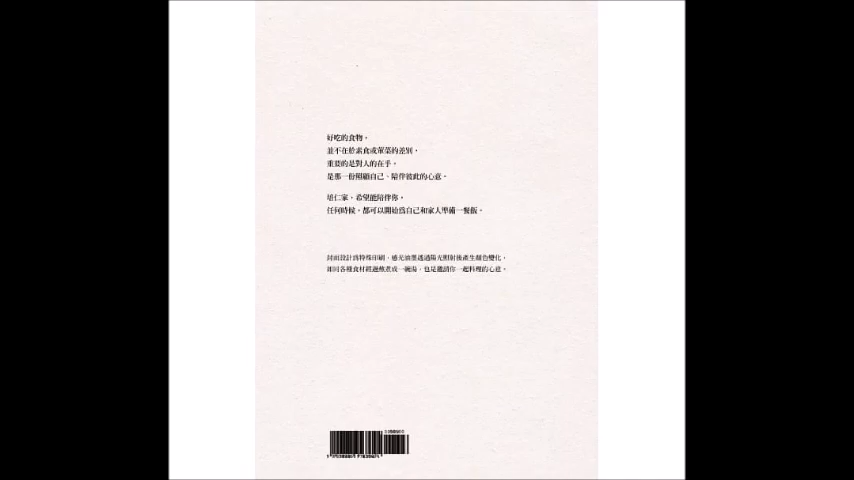 好吃的食物，
並不在於素食或葷菜的差別，
重要的是對人的在乎，
是那一份照顧自己、陪伴彼此的心意。
希望能陪伴你，
任何時候，都可以開始為自己和家人準備一餐飯。
封面設計為特殊印刷，感光油墨透過陽光照射後產生顏色變化，
如同各種食材經過熬煮成一碗湯，也是邀請你一起料理的心意。